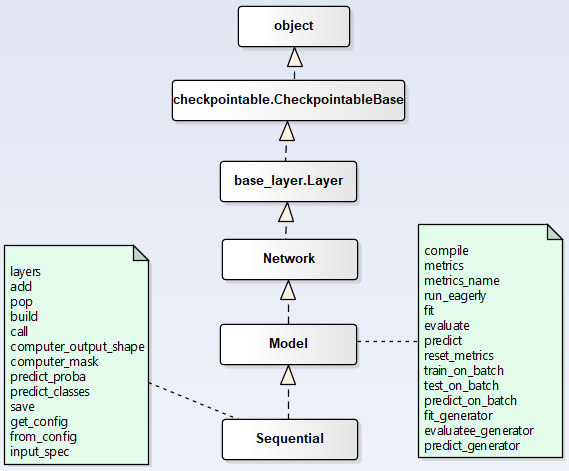 object
checkpointable.CheckpointableBase
base_layer.Layer
Network
Model
Sequential
layers
add
pop
build
call
computer_output_shape
computer_mask
predict_proba
predict_classes
save
get_config
from_config
input_spec
compile
metrics
metrics_name
run_eagerly
fit
evaluate
predict
reset_metrics
train_on_batch
test_on_batch
predict_on_batch
fit_generator
evaluatee_generator
predict_generator